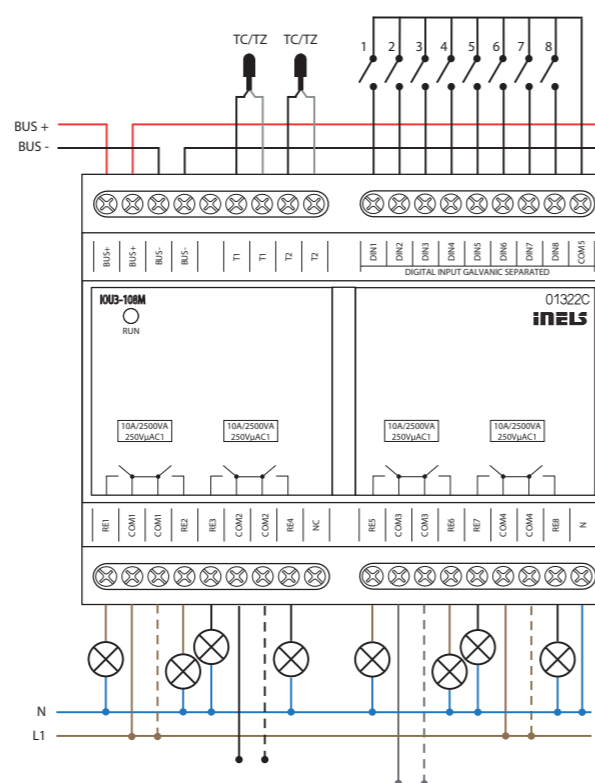 TC/TZ TC/TZ 1 2 3 4 5 6 7 8
BUS +
BUS -
BUS+ BUS+ BUS- BUS- T1 T1 T2 T2 DIN1 DIN2 DIN3 DIN4 DIN5 DIN6 DIN7 DIN8 COM5
DIGITAL INPUT GALVANIC SEPARATED
IOU3-108M 01322C
RUN iNELS
10A/2500VA 10A/2500VA 10A/2500VA 10A/2500VA
250VµAC1 250VµAC1 250VµAC1 250VµAC1
RE1 COM1 COM1 RE2 RE3 COM2 COM2 RE4 NC RE5 COM3 COM3 RE6 RE7 COM4 COM4 RE8 N
N
L1